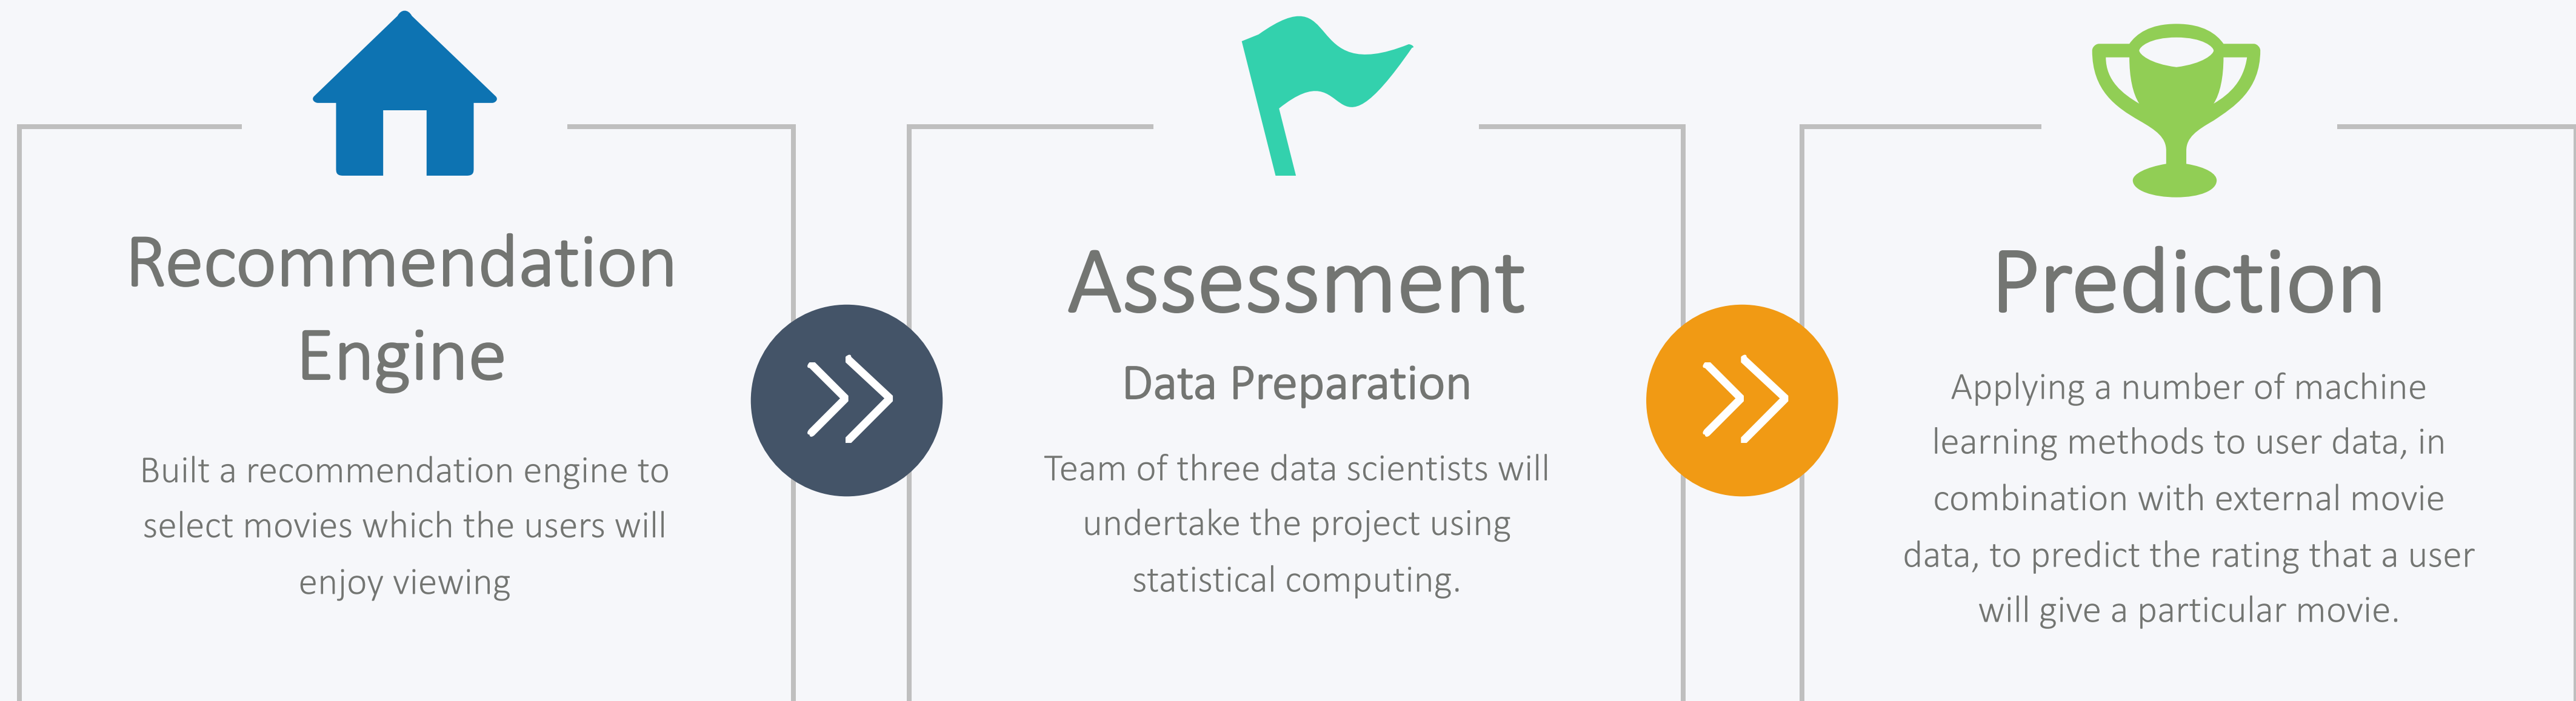 Recommendation
Engine
Built a recommendation engine to
select movies which the users will
enjoy viewing
Assessment
Data Preparation
Team of three data scientists will
undertake the project using
statistical computing.
Prediction
Applying a number of machine
learning methods to user data, in
combination with external movie
data, to predict the rating that a user
will give a particular movie.